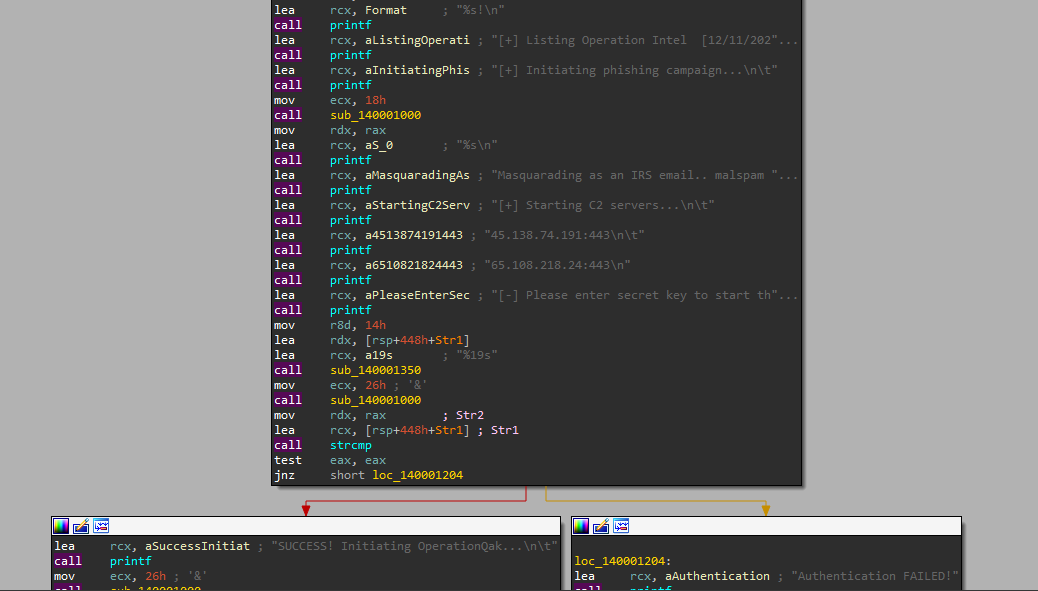 lea rcx, Format ; "%s!\n"
call printf
lea rcx, aListingOperati ; "[+] Listing Operation Intel  [12/11/202"...
call printf
lea rcx, aInitiatingPhis ; "[+] Initiating phishing campaign...\n\t"
call printf
mov ecx, 18h
call sub_140001000
mov rdx, rax
lea rcx, aS_0 ; "%s\n"
call printf
lea rcx, aMasquaradingAs ; "Masquarading as an IRS email.. malspam "...
call printf
lea rcx, aStartingC2Serv ; "[+] Starting C2 servers...\n\t"
call printf
lea rcx, a4513874191443 ; "45.138.74.191:443\n\t"
call printf
lea rcx, a6510821824443 ; "65.108.218.24:443\n"
call printf
lea rcx, aPleaseEnterSec ; "[-] Please enter secret key to start th"...
call printf
mov r8d, 14h
lea rdx, [rsp+448h+Str1]
lea rcx, a19s ; "%19s"
call sub_140001350
mov ecx, 26h ; '&'
call sub_140001000
mov rdx, rax ; Str2
lea rcx, [rsp+448h+Str1] ; Str1
call strcmp
test eax, eax
jnz short loc_140001204
lea rcx, aSuccessInitiat ; "SUCCESS! Initiating OperationQak...\n\t"
call printf
mov ecx, 26h ; '&'
call sub_140001000
loc_140001204:
lea rcx, aAuthentication ; "Authentication FAILED!"
call printf